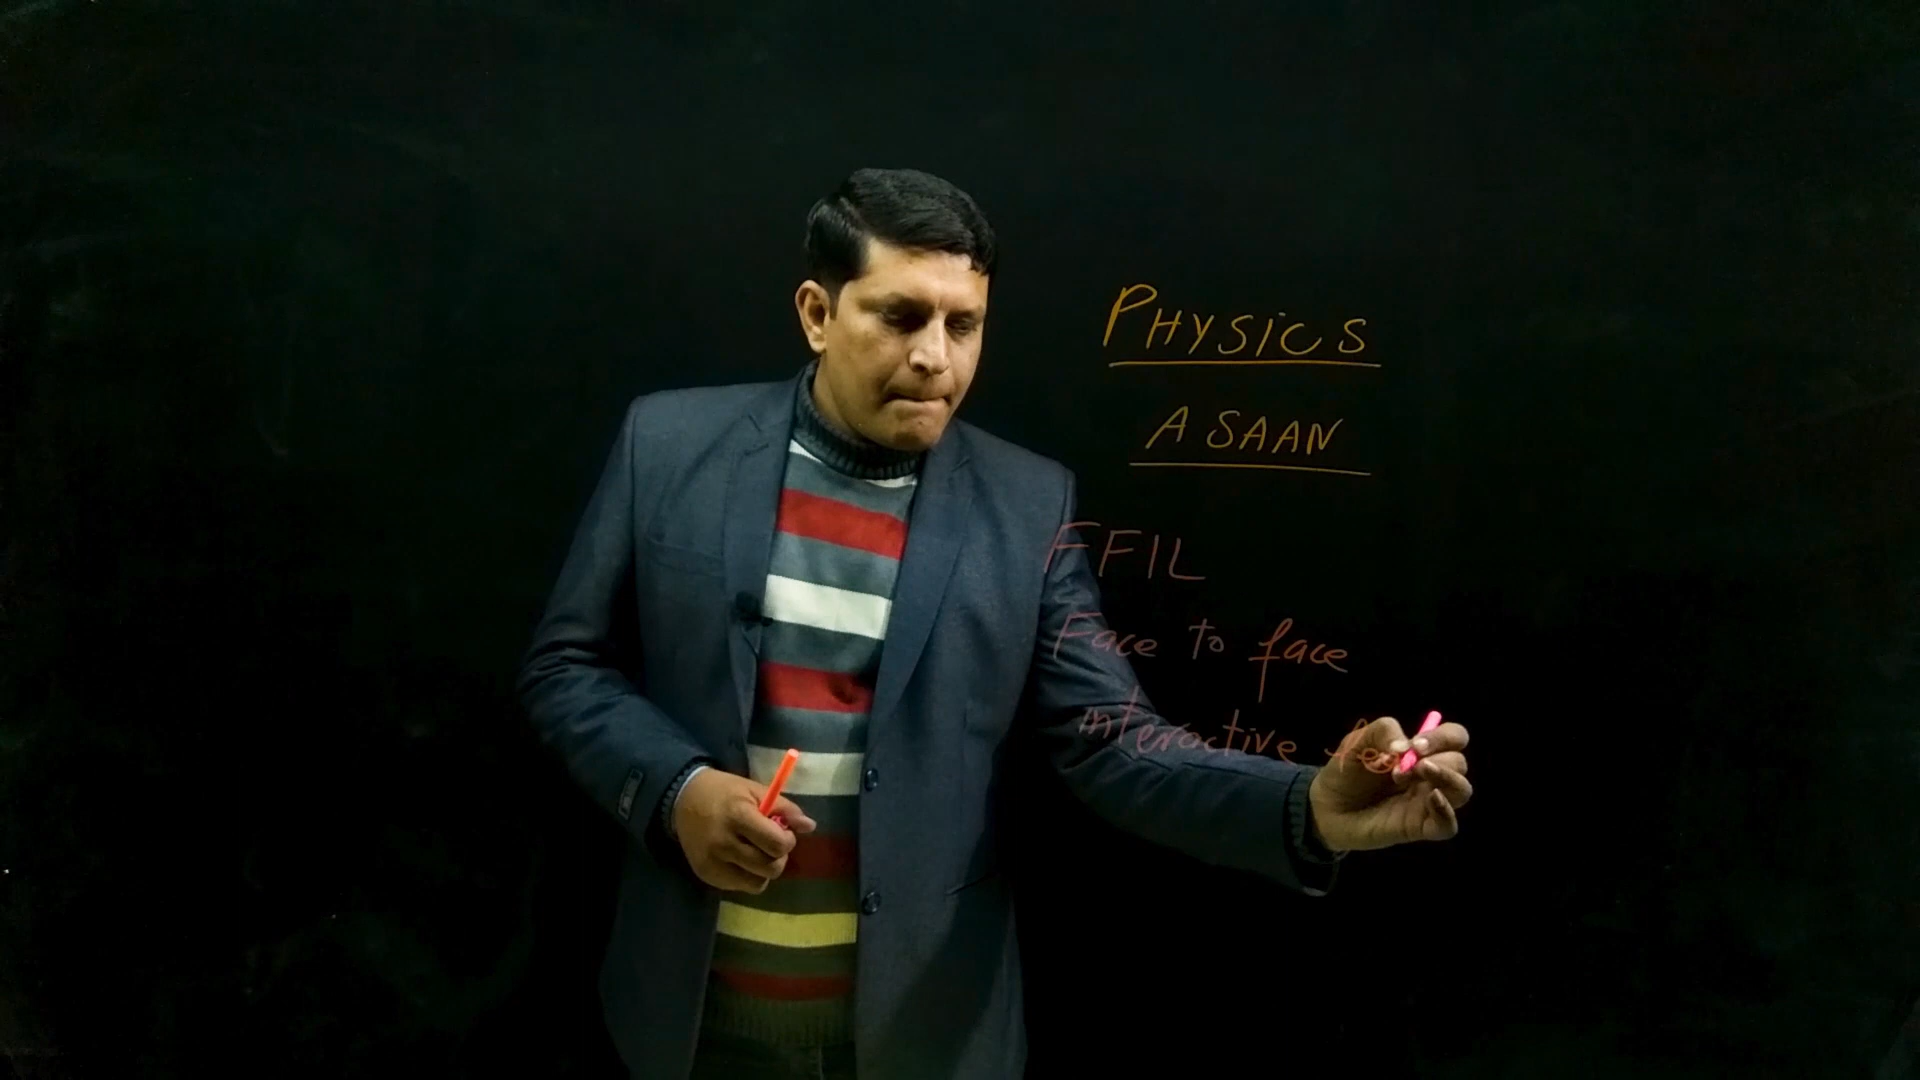 PHYSICS
ASAAN
FFIL
Face to face
interactive